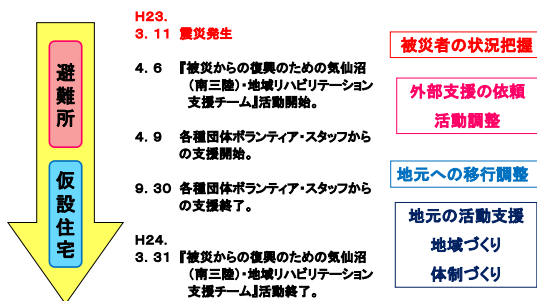 避難所
仮設住宅
H23.
3．11 震災発生
4．6 『被災からの復興のための気仙沼
（南三陸）・地域リハビリテーション
支援チーム』活動開始。
4．9 各種団体ボランティア・スタッフから
の支援開始。
9．30 各種団体ボランティア・スタッフから
の支援終了。
H24.
3．31 『被災からの復興のための気仙沼
（南三陸）・地域リハビリテーション
支援チーム』活動終了。
被災者の状況把握
外部支援の依頼
活動調整
地元への移行調整
地元の活動支援
地域づくり
体制づくり